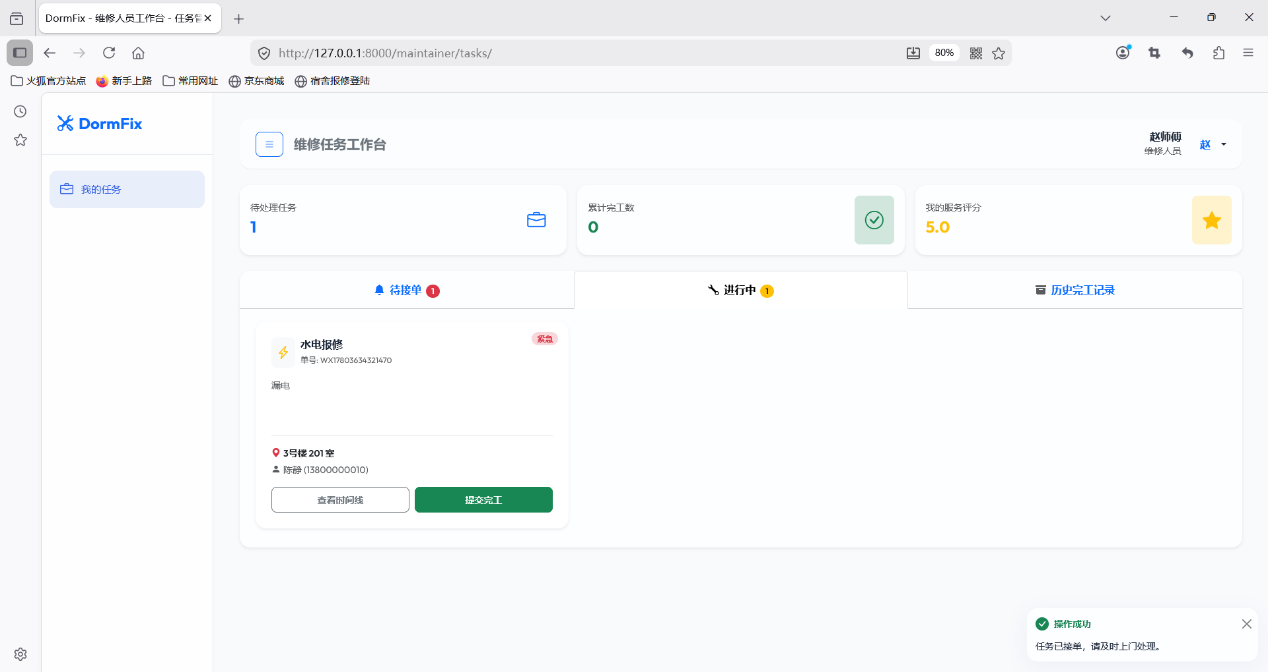 DormFix - 维修人员工作台 - 任务管
http://127.0.0.1:8000/maintainer/tasks/
80%
火狐官方站点
新手上路
常用网址
京东商城
宿舍报修登陆
DormFix
我的任务
维修任务工作台
赵师傅
维修人员
赵
待处理任务
1
累计完工数
0
我的服务评分
5.0
待接单 1
进行中 1
历史完工记录
水电报修
紧急
单号: WX17803634321470
漏电
3号楼 201 室
陈静 (13800000010)
查看时间线
提交完工
操作成功
任务已接单，请及时上门处理。